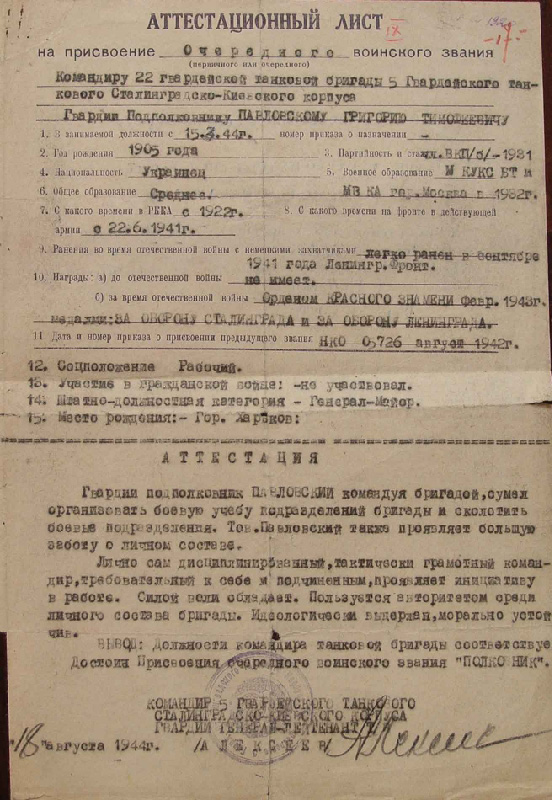 АТТЕСТАЦИОННЫЙ ЛИСТ
IX
на присвоение Очередного воинского звания
(первичного или очередного)
Командиру 22 гвардейской танковой бригады 5 Гвардейского тан-
кового Сталинградско-Киевского корпуса
Гвардии Подполковнику ПАВЛОВСКОМУ ГРИГОРИЮ ТИМОФЕЕВИЧУ
1. В занимаемой должности с 15.3.44г. номер приказа о назначении -
2. Год рождения 1905 года 3. Партийность и стаж чл.ВКП/б/-1931
4. Национальность Украинец 5. Военное образование М КУКС БТ и
6. Общее образование Среднее. МВ КА гор.Москва в 1932г.
7. С какого времени в РККА с 1922г. 8. С какого времени на фронте в действующей
армии с 22.6.1941г.
9. Ранения во время отечественной войны с немецкими захватчиками легко ранен в сентябре
1941 года Ленингр.Фронт.
10. Награды: а) до отечественной войны не имеет.
б) за время отечественной войны Орденом КРАСНОГО ЗНАМЕНИ февр. 1943г.
медалии:ЗА ОБОРОНУ СТАЛИНГРАДА и ЗА ОБОРОНУ ЛЕНИНГРАДА.
11 Дата и номер приказа о присвоении предыдущего звания НКО 05726 август 1942г.
12. Соцположение Рабочий.
13. Участие в Гражданской войне: -не участвовал.
14. Штатно-должностная категория - Генерал-Майор.
15. Место рождения:- Гор. Харьков:
АТТЕСТАЦИЯ
Гвардии подполковник ПАВЛОВСКИЙ командуя бригадой,сумел
организовать боевую учебу подразделений бригады и сколотить
боевые подразделения. Тов.Павловский также проявляет большую
заботу о личном составе.
Лично сам дисциплинированный,тактически грамотный коман-
дир,требовательный к себе и подчиненным,проявляет инициативу
в работе. Силой воли обладает. Пользуется авторитетом среди
личного состава бригады. Идеологически выдержан,морально устой
чив.
ВЫВОД: Должности командира танковой бригады соответствуе
Достоин Присвоения очередного воинского звания "ПОЛКОВНИК".
КОМАНДИР 5 ГВАРДЕЙСКОГО ТАНКОВОГО
СТАЛИНГРАДСКО-КИЕВСКОГО КОРПУСА
ГВАРДИИ ГЕНЕРАЛ-ЛЕЙТЕНАНТ
"18" августа 1944г. /АЛЕКСЕЕВ/